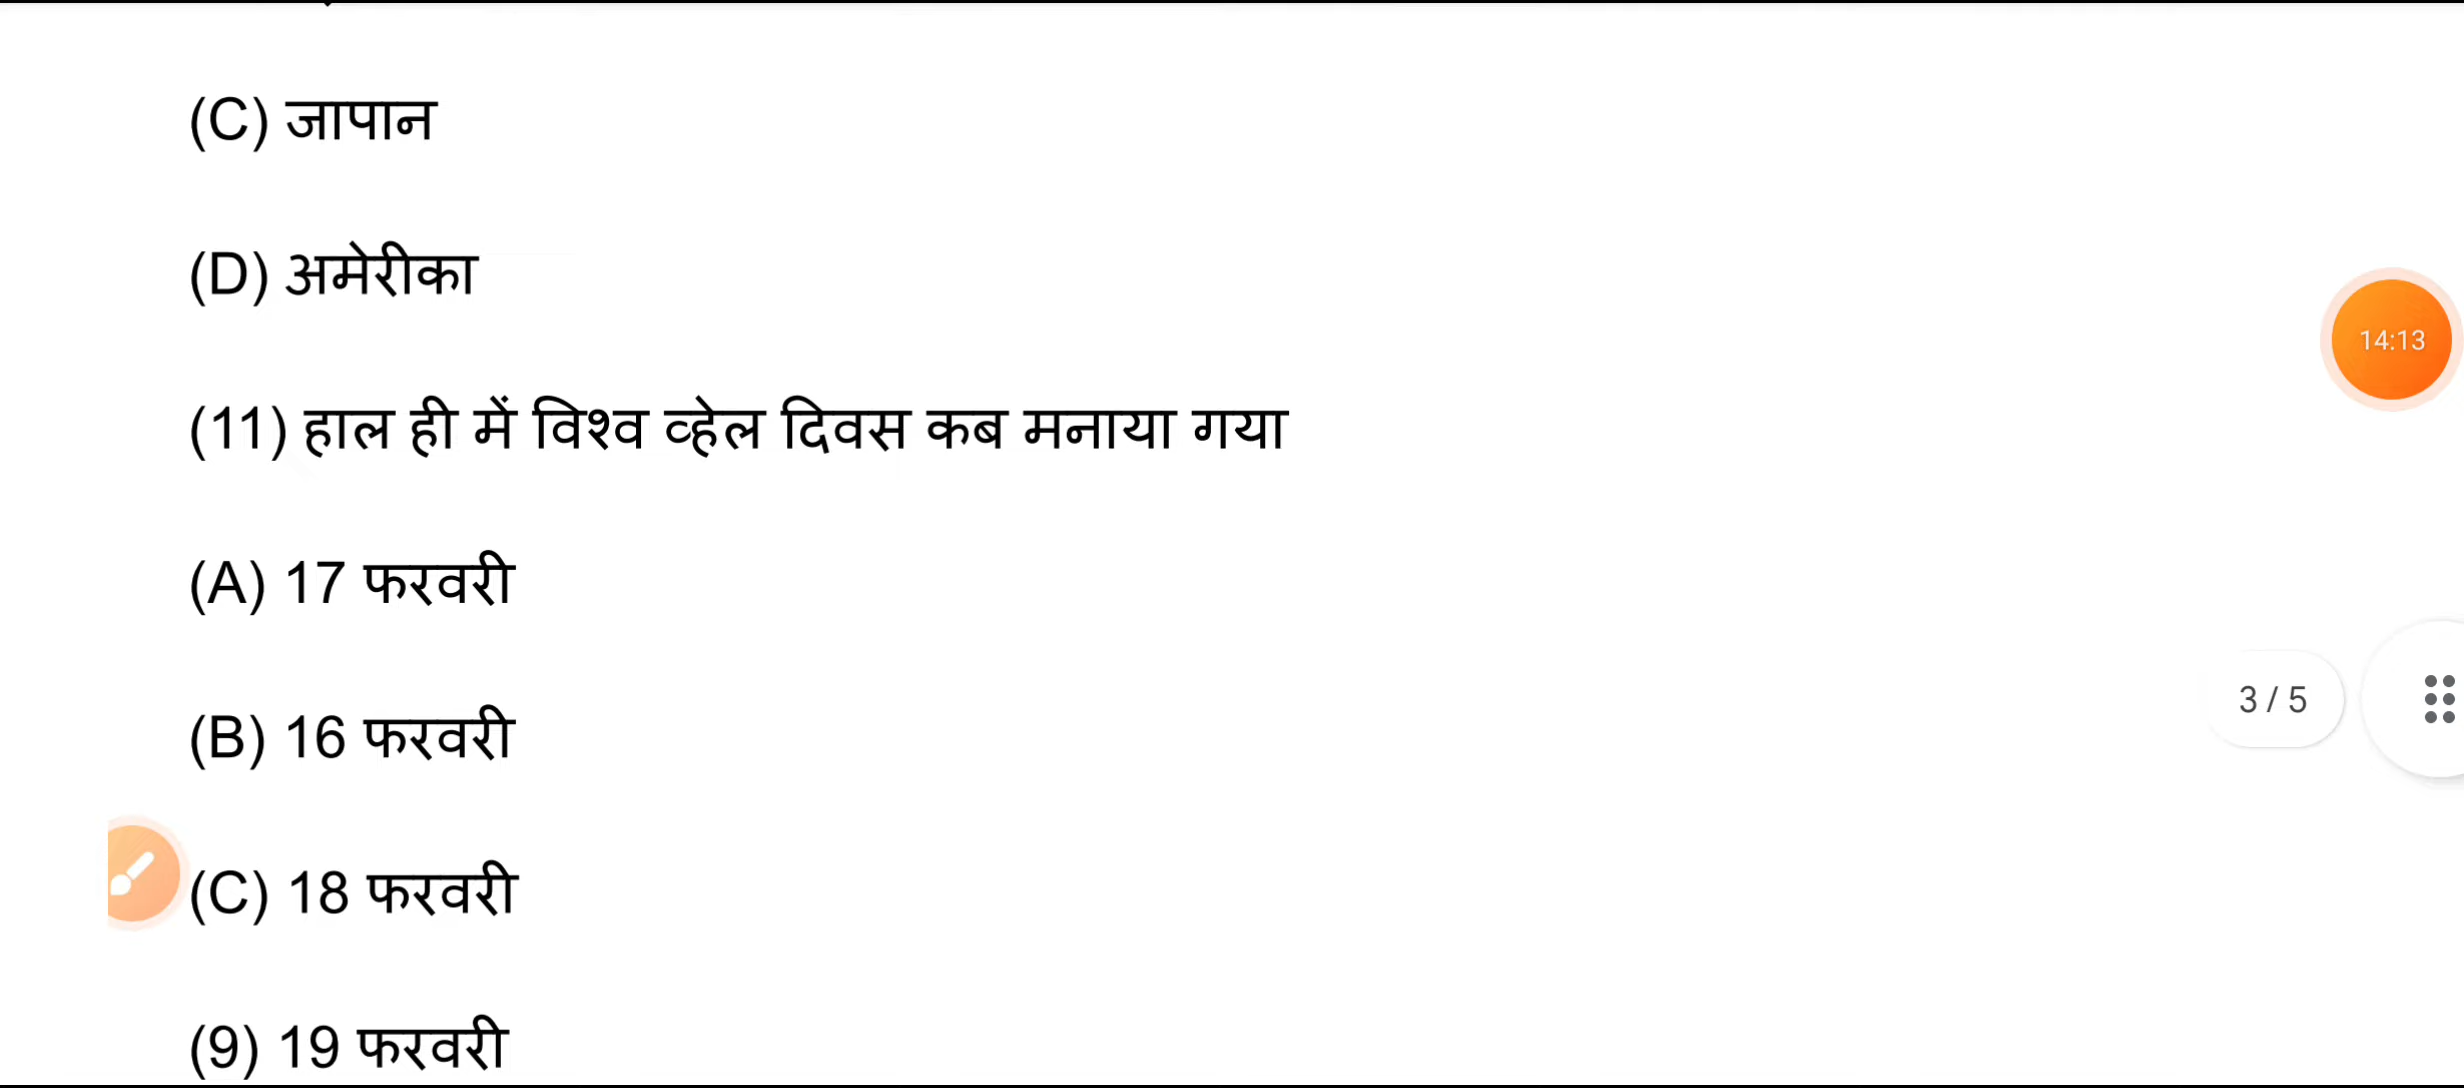 (C) जापान
(D) अमेरीका
14:13
(11) हाल ही में विश्व व्हेल दिवस कब मनाया गया
(A) 17 फरवरी
(B) 16 फरवरी
3 / 5
(C) 18 फरवरी
(9) 19 फरवरी